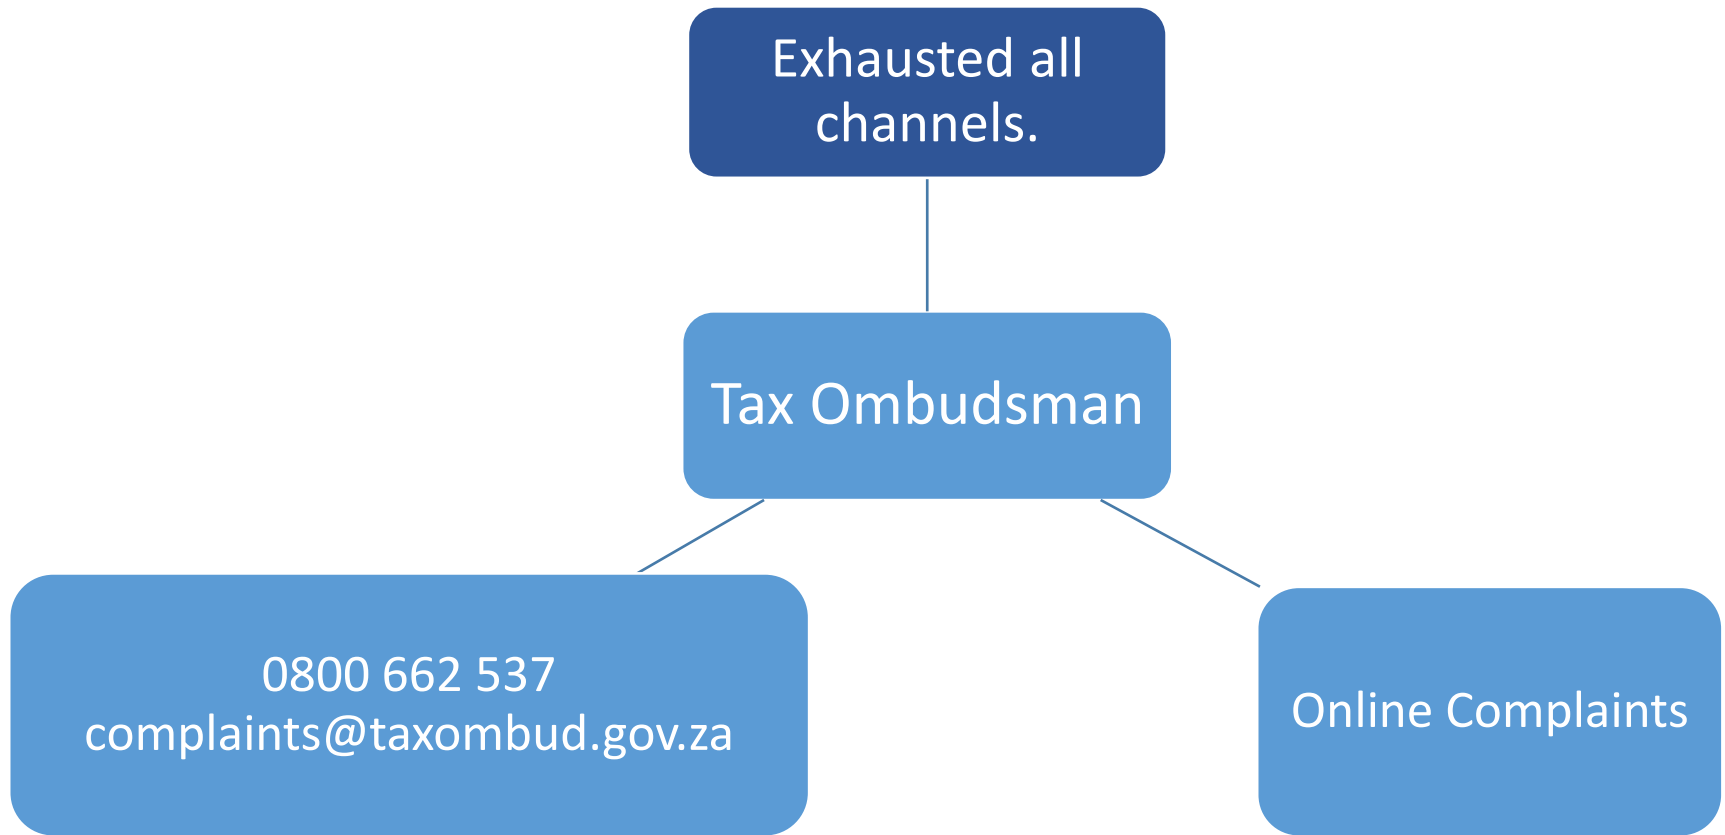 Exhausted all
channels.
Tax Ombudsman
0800 662 537
complaints@taxombud.gov.za
Online Complaints